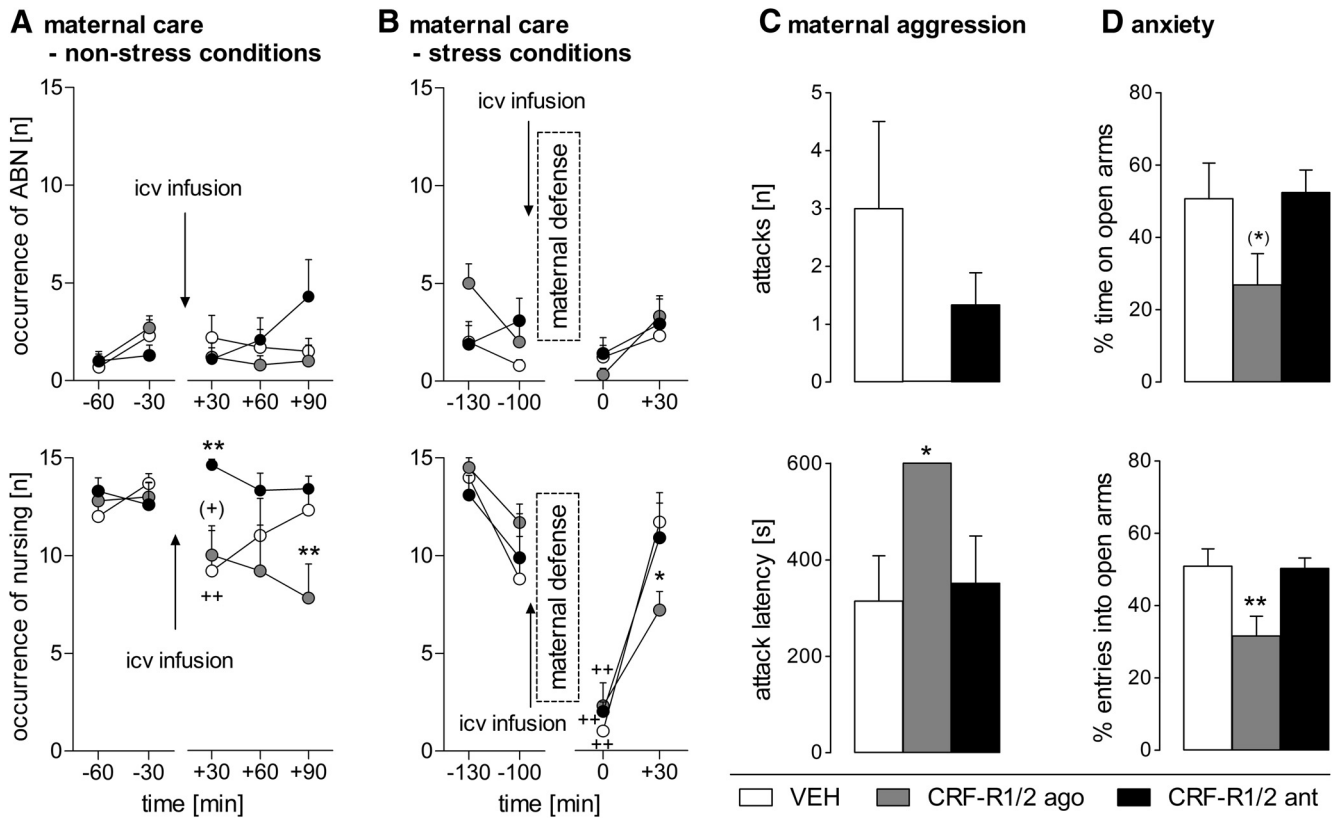 A maternal care
- non-stress conditions
B maternal care
- stress conditions
C maternal aggression
D anxiety
occurrence of ABN [n]
15
10
5
0
icv infusion
-60 -30 +30 +60 +90
15
10
5
0
icv infusion
maternal defense
-130 -100 0 +30
attacks [n]
5
4
3
2
1
0
% time on open arms
80
60
40
20
0
(*)
occurrence of nursing [n]
15
10
5
0
**
(+)
++
**
icv infusion
-60 -30 +30 +60 +90
time [min]
15
10
5
0
icv infusion
maternal defense
*
++
++
++
-130 -100 0 +30
time [min]
attack latency [s]
600
400
200
0
*
% entries into open arms
80
60
40
20
0
**
VEH CRF-R1/2 ago CRF-R1/2 ant